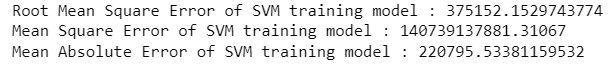 Root Mean Square Error of SVM training model : 375152.1529743774
Mean Square Error of SVM training model : 140739137881.31067
Mean Absolute Error of SVM training model : 220795.53381159532